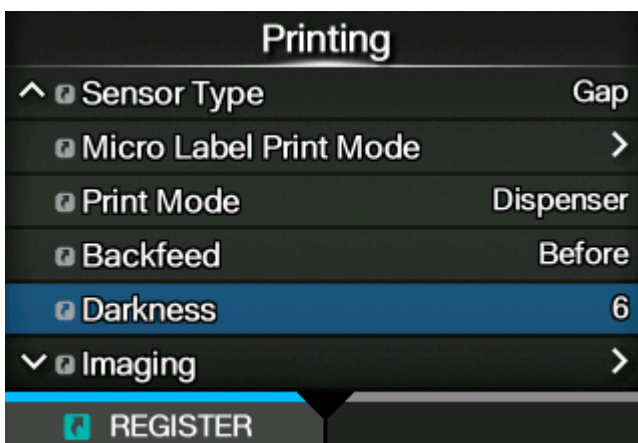 Printing
Sensor Type Gap
Micro Label Print Mode
Print Mode Dispenser
Backfeed Before
Darkness 6
Imaging
REGISTER